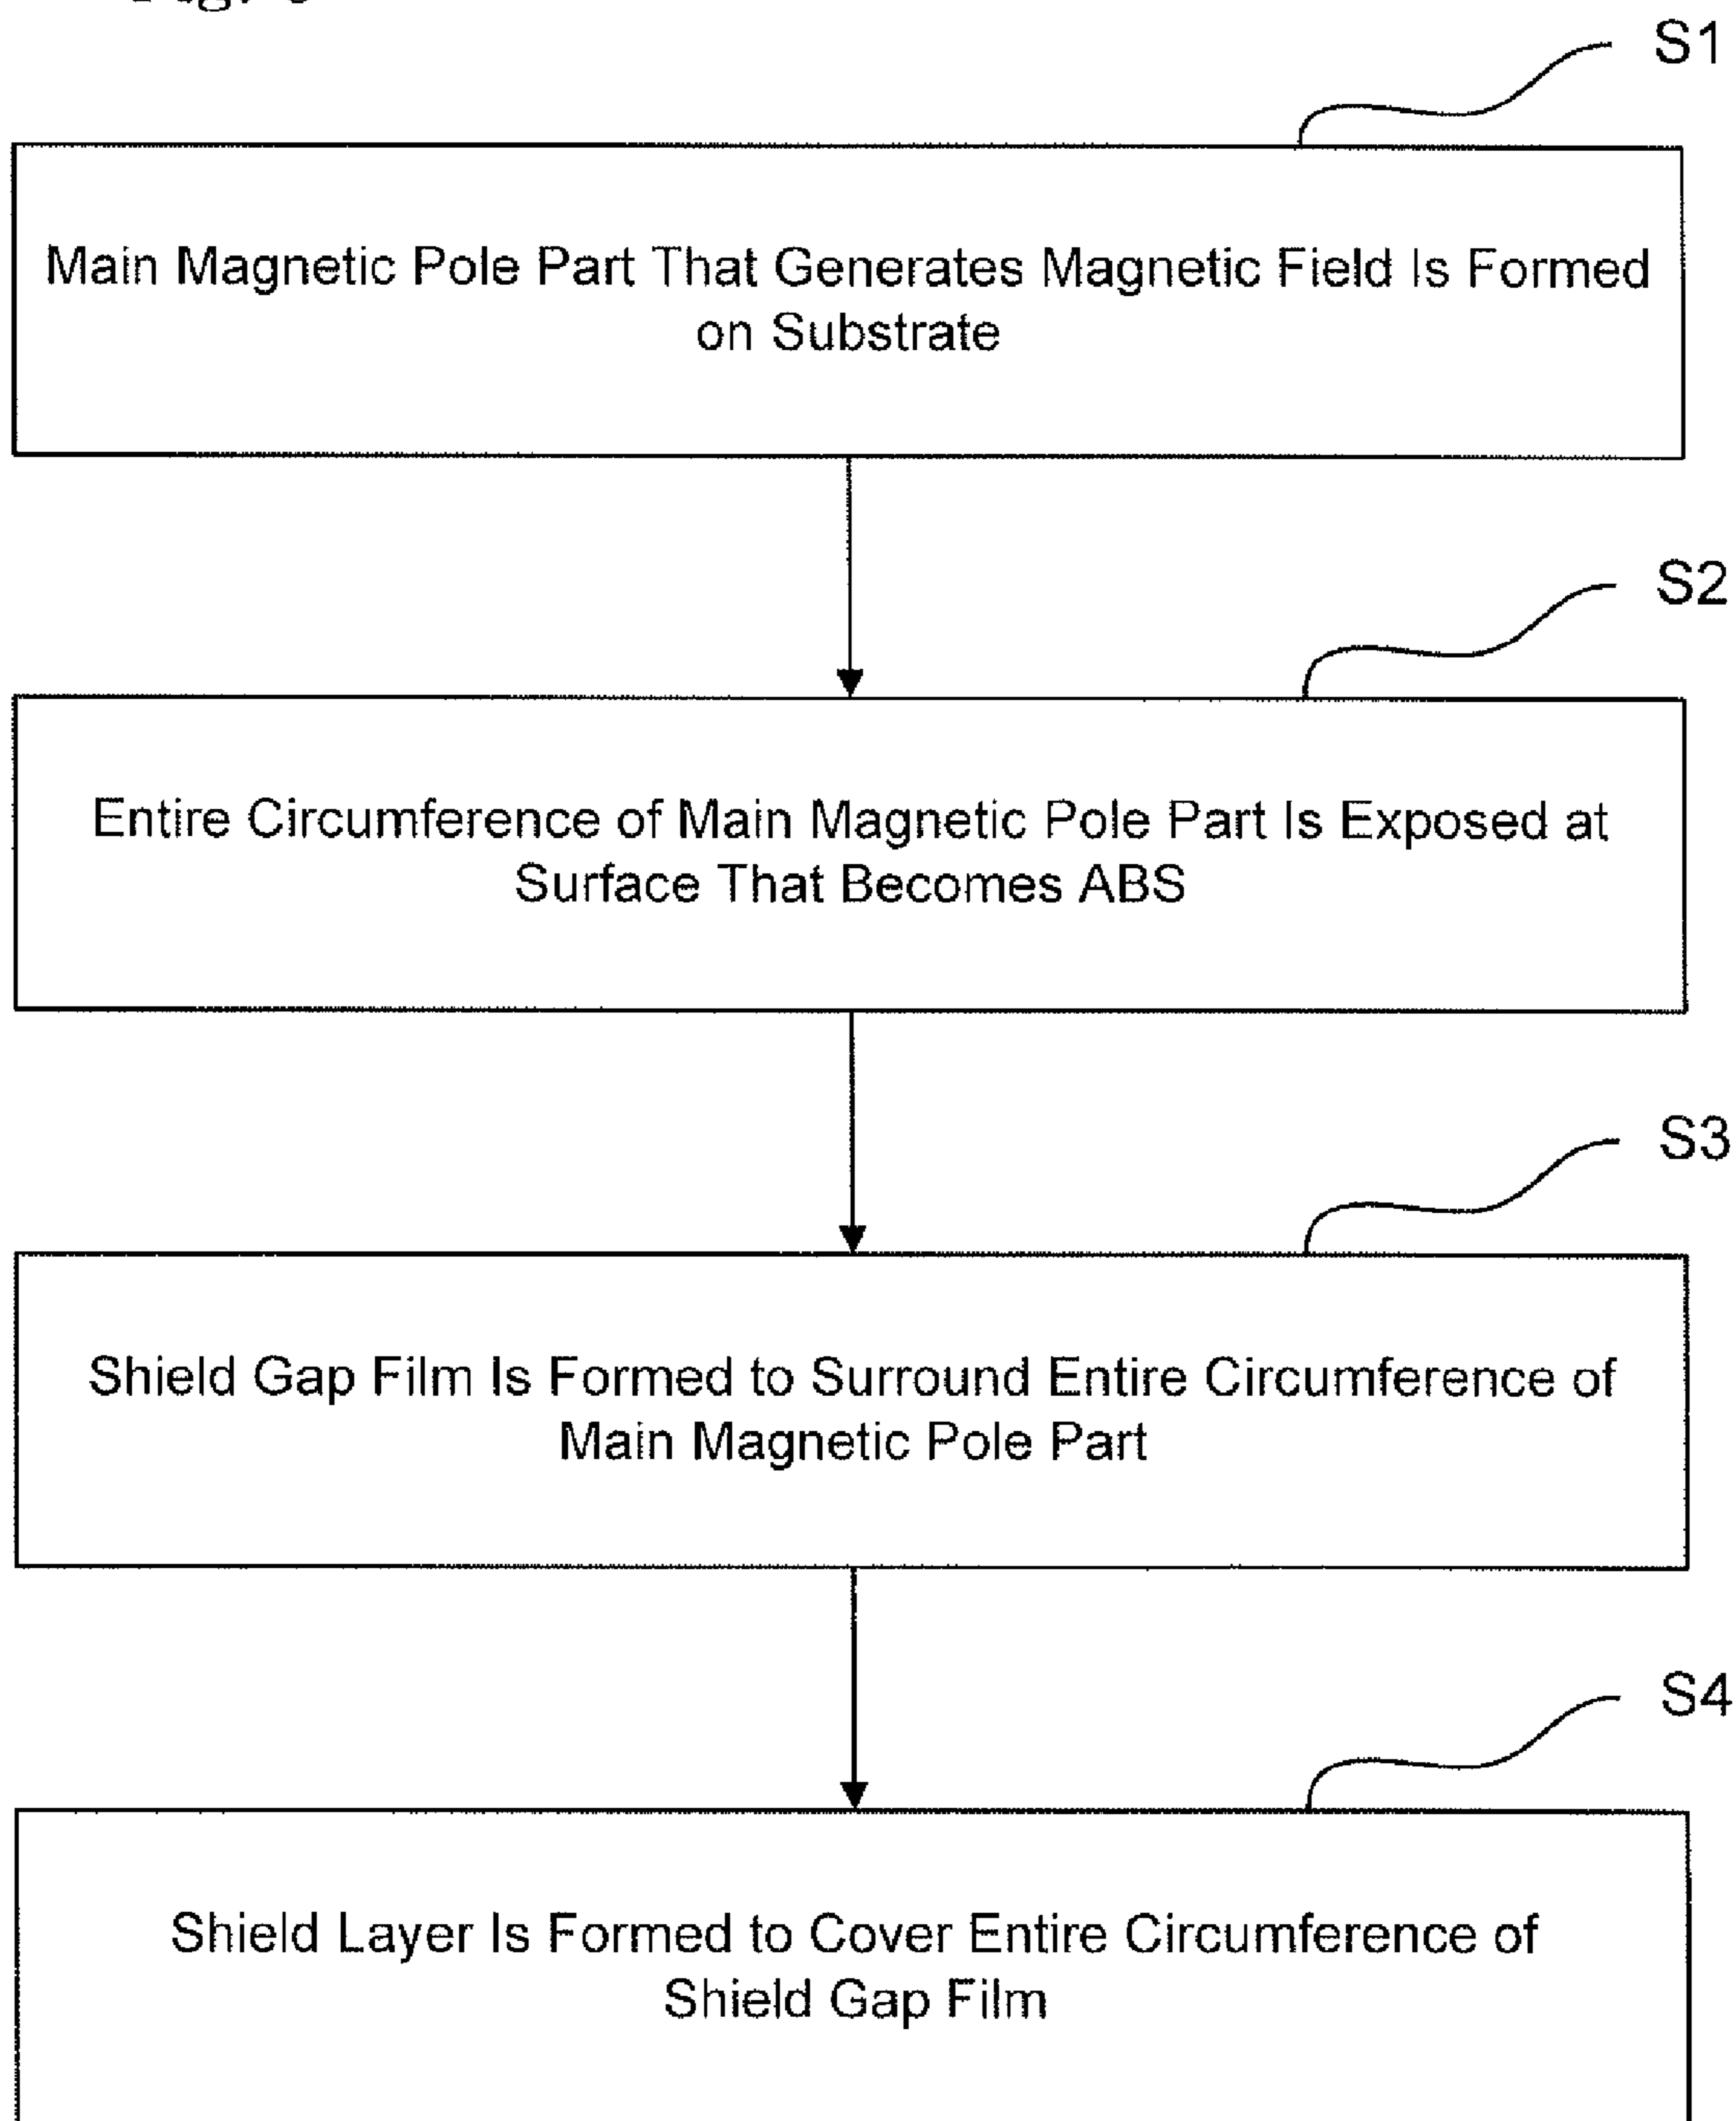 S1
Main Magnetic Pole Part That Generates Magnetic Field Is Formed
on Substrate
S2
Entire Circumference of Main Magnetic Pole Part Is Exposed at
Surface That Becomes ABS
S3
Shield Gap Film Is Formed to Surround Entire Circumference of
Main Magnetic Pole Part
S4
Shield Layer Is Formed to Cover Entire Circumference of
Shield Gap Film